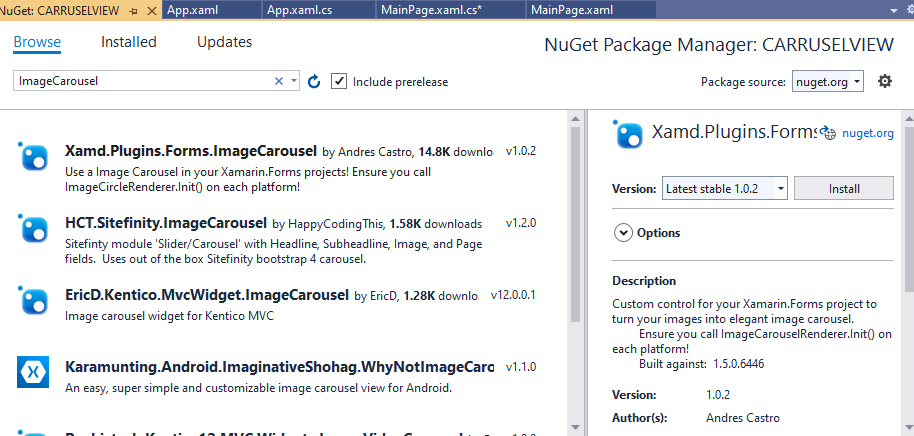 NuGet: CARRUSELVIEW App.xaml App.xaml.cs MainPage.xaml.cs* MainPage.xaml
Browse Installed Updates NuGet Package Manager: CARRUSELVIEW
ImageCarousel Include prerelease Package source: nuget.org
Xamd.Plugins.Forms.ImageCarousel by Andres Castro, 14.8K downlo v1.0.2
Use a Image Carousel in your Xamarin.Forms projects! Ensure you call
ImageCircleRenderer.Init() on each platform!
HCT.Sitefinity.ImageCarousel by HappyCodingThis, 1.58K downloads v1.2.0
Sitefinty module 'Slider/Carousel' with Headline, Subheadline, Image, and Page
fields. Uses out of the box Sitefinity bootstrap 4 carousel.
EricD.Kentico.MvcWidget.ImageCarousel by EricD, 1.28K downlo v12.0.0.1
Image carousel widget for Kentico MVC
Karamunting.Android.ImaginativeShohag.WhyNotImageCaro v1.1.0
An easy, super simple and customizable image carousel view for Android.
Xamd.Plugins.Forms nuget.org
Version: Latest stable 1.0.2 Install
Options
Description
Custom control for your Xamarin.Forms project to
turn your images into elegant image carousel.
Ensure you call ImageCarouselRenderer.Init() on
each platform!
Built against: 1.5.0.6446
Version: 1.0.2
Author(s): Andres Castro